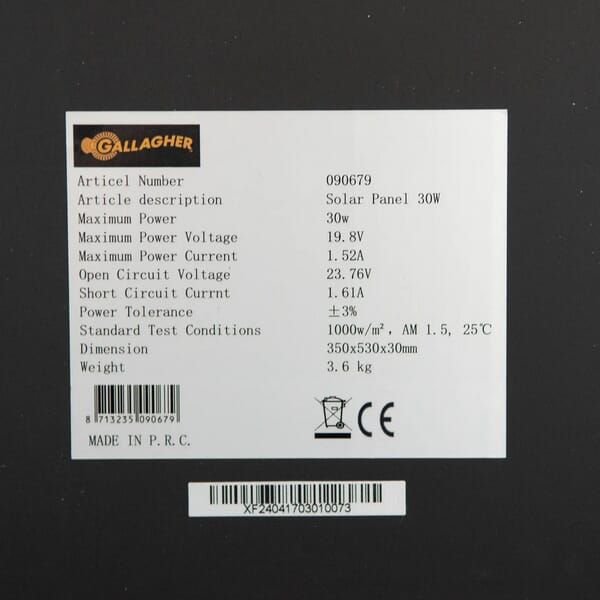 GALLAGHER
Articel Number 090679
Article description Solar Panel 30W
Maximum Power 30w
Maximum Power Voltage 19.8V
Maximum Power Current 1.52A
Open Circuit Voltage 23.76V
Short Circuit Currnt 1.61A
Power Tolerance ±3%
Standard Test Conditions 1000w/m², AM 1.5, 25℃
Dimension 350x530x30mm
Weight 3.6 kg
8 713235 090679
CE
MADE IN P.R.C.
XF24041703010073